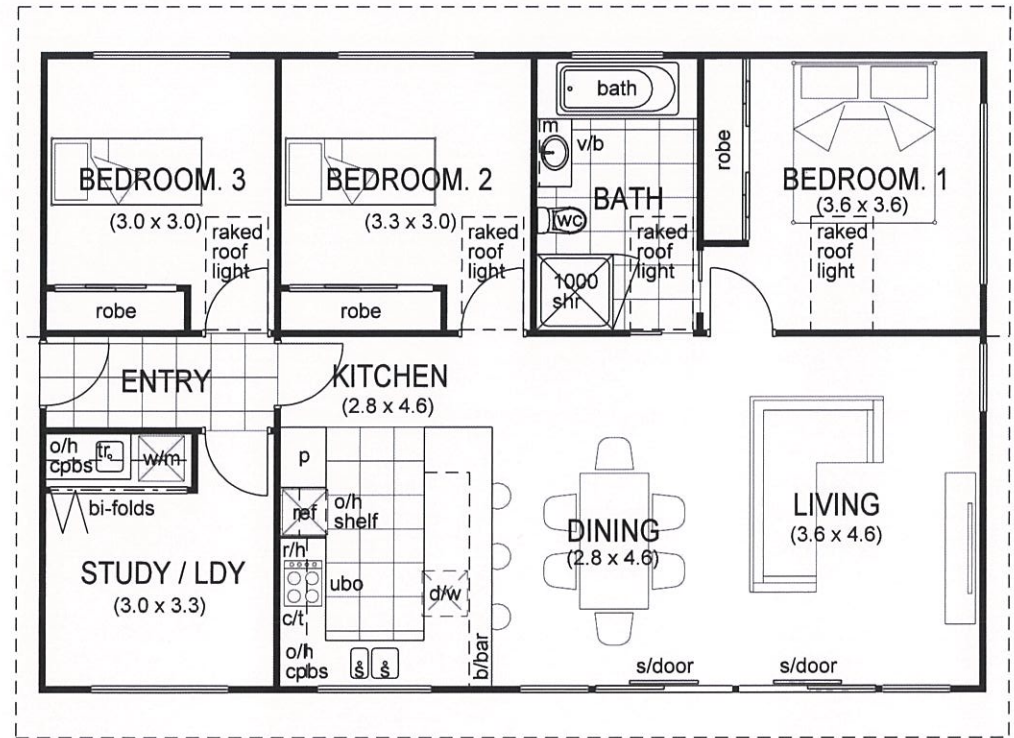 BEDROOM. 3
(3.0 x 3.0)
raked
roof
light
robe
BEDROOM. 2
(3.3 x 3.0)
raked
roof
light
robe
bath
m
v/b
BATH
wc
raked
roof
light
1000
shr
robe
BEDROOM. 1
(3.6 x 3.6)
raked
roof
light
ENTRY
KITCHEN
(2.8 x 4.6)
o/h
cpbs
tr.
w/m
bi-folds
STUDY / LDY
(3.0 x 3.3)
p
ref
o/h
shelf
r/h
ubo
c/t
o/h
cpbs
s
s
d/w
b/bar
DINING
(2.8 x 4.6)
LIVING
(3.6 x 4.6)
s/door
s/door